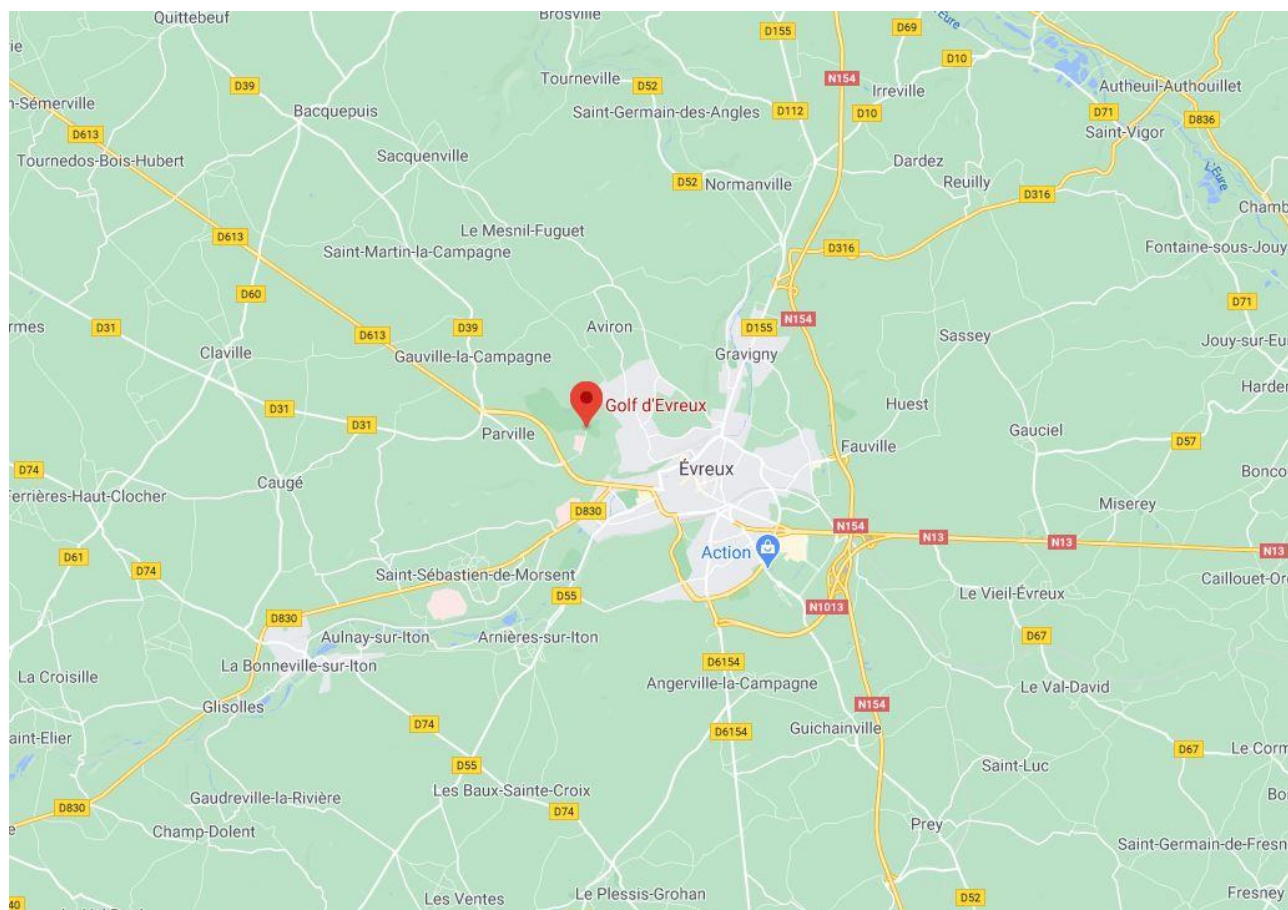 Quittebeuf
Brosville
D155
D69
l'Eure
D10
N154
D39
Tourneville
D52
Irreville
Autheuil-Authouillet
n-Sémerville
Bacquepuis
Saint-Germain-des-Angles
D112
D10
D71
D836
D613
Saint-Vigor
Tournedos-Bois-Hubert
Sacquenville
Dardez
L'Eure
D52
Normanville
Reuilly
D316
Chamb
Le Mesnil-Fuguet
D613
Saint-Martin-la-Campagne
D316
Fontaine-sous-Jouy
D60
D71
N154
rmes
D31
D613
D39
Aviron
D155
Sassey
Claville
Gauville-la-Campagne
Gravigny
Jouy-sur-Eu
Harden
Golf d'Evreux
Huest
D31
D31
Parville
Gauciel
D57
Fauville
D74
Évreux
Bonco
Caugé
Ferrières-Haut-Clocher
Miserey
D830
N154
N13
N13
N13
D61
Action
D74
Saint-Sébastien-de-Morsent
Caillouet-Or
D55
Le Vieil-Évreux
N1013
D830
Aulnay-sur-Iton
Arnières-sur-Iton
D67
La Bonneville-sur-Iton
D6154
La Croisille
Angerville-la-Campagne
Le Val-David
Glisolles
N154
D74
D6154
Guichainville
aint-Elier
D67
Le Corm
D55
Saint-Luc
Les Baux-Sainte-Croix
Gaudreville-la-Rivière
D830
D74
Bo
Champ-Dolent
Prey
Saint-Germain-de-Fresn
Le Plessis-Grohan
Fresney
Les Ventes
D52
40